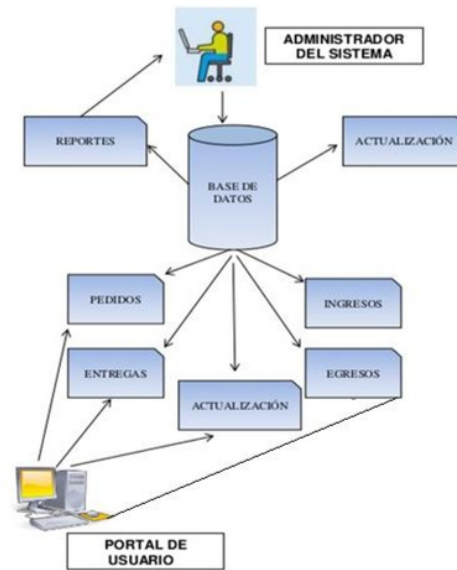 ADMINISTRADOR
DEL SISTEMA
REPORTES
ACTUALIZACIÓN
BASE DE
DATOS
PEDIDOS
INGRESOS
ENTREGAS
EGRESOS
ACTUALIZACIÓN
PORTAL DE
USUARIO